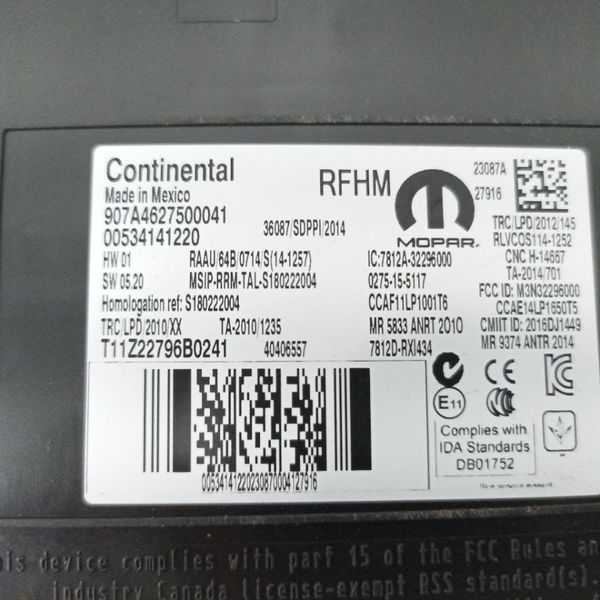 Continental
Made in Mexico
907A4627500041
00534141220
HW 01
SW 05.20
Homologation ref: S180222004
TRC/LPD/2010/XX
T11Z22796B0241
36087/SDPPI/2014
RAAU/64B/0714/S(14-1257)
MSIP-RRM-TAL-S180222004
TA-2010/1235
40406557
RFHM
MOPAR.
IC:7812A-32296000
0275-15-5117
CCAF11LP1001T6
MR 5833 ANRT 2010
7812D-RXI434
23087A
27916
TRC/LPD/2012/145
RLVCOS114-1252
CNC H-14667
TA-2014/701
FCC ID: M3N32296000
CCAE14LP1650T5
CMIIT ID: 2016DJ1449
MR 9374 ANTR 2014
CE
E11
Complies with
IDA Standards
DB01752
00534141220230870004127916
his device complies with part 15 of the FCC Rules an
industry Canada license-exempt RSS standard(s).